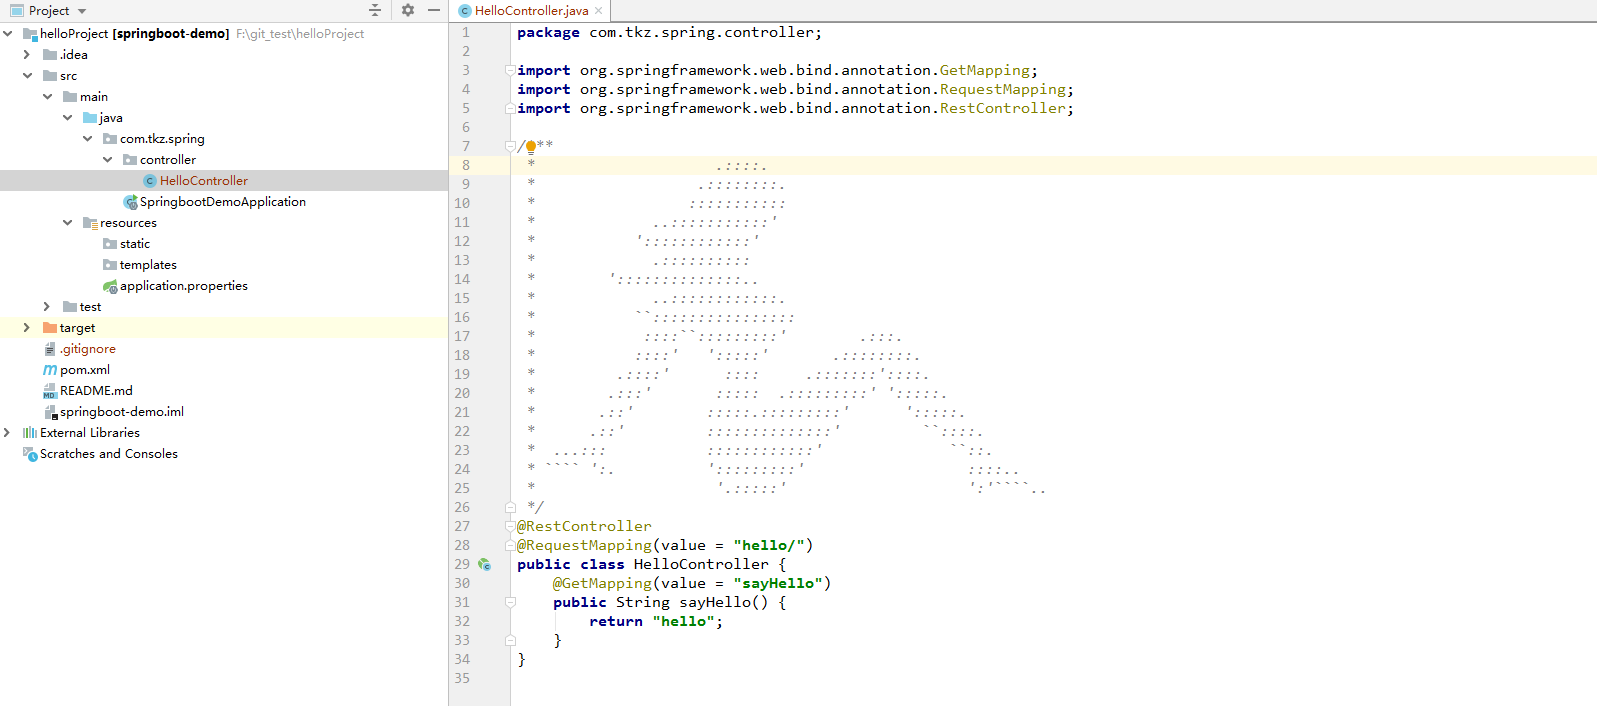 Project
helloProject [springboot-demo] F:\git_test\helloProject
.idea
src
main
java
com.tkz.spring
controller
HelloController
SpringbootDemoApplication
resources
static
templates
application.properties
test
target
.gitignore
pom.xml
README.md
springboot-demo.iml
External Libraries
Scratches and Consoles
HelloController.java
1 package com.tkz.spring.controller;
2
3 import org.springframework.web.bind.annotation.GetMapping;
4 import org.springframework.web.bind.annotation.RequestMapping;
5 import org.springframework.web.bind.annotation.RestController;
6
7 /**
8  *                    .::::.
9  *                  .::::::::.
10  *                 :::::::::::
11  *             ..:::::::::::'
12  *           '::::::::::::'
13  *             .::::::::::
14  *        '::::::::::::::..
15  *             ..::::::::::::.
16  *           ``::::::::::::::::
17  *            ::::``:::::::::'        .:::.
18  *           ::::'   ':::::'       .::::::::.
19  *         .::::'      ::::     .:::::::'::::.
20  *        .:::'       :::::  .:::::::::' ':::::.
21  *       .::'        :::::.:::::::::'      ':::::.
22  *      .::'         ::::::::::::::'         ``::::.
23  *  ...:::           ::::::::::::'              ``::.
24  * ```` ':.          ':::::::::'                  ::::..
25  *                    '.:::::'                    ':'````..
26  */
27 @RestController
28 @RequestMapping(value = "hello/")
29 public class HelloController {
30     @GetMapping(value = "sayHello")
31     public String sayHello() {
32         return "hello";
33     }
34 }
35